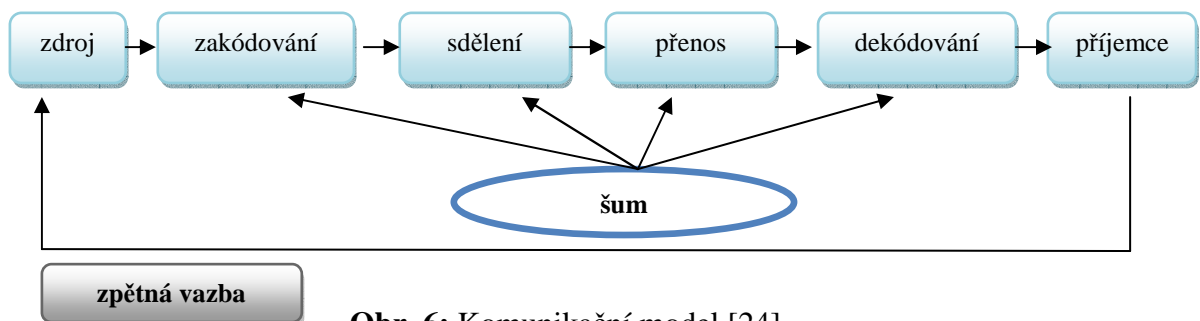 zdroj zakódování sdělení přenos dekódování příjemce
šum
zpětná vazba
Obr. 6: Komunikační model [24]